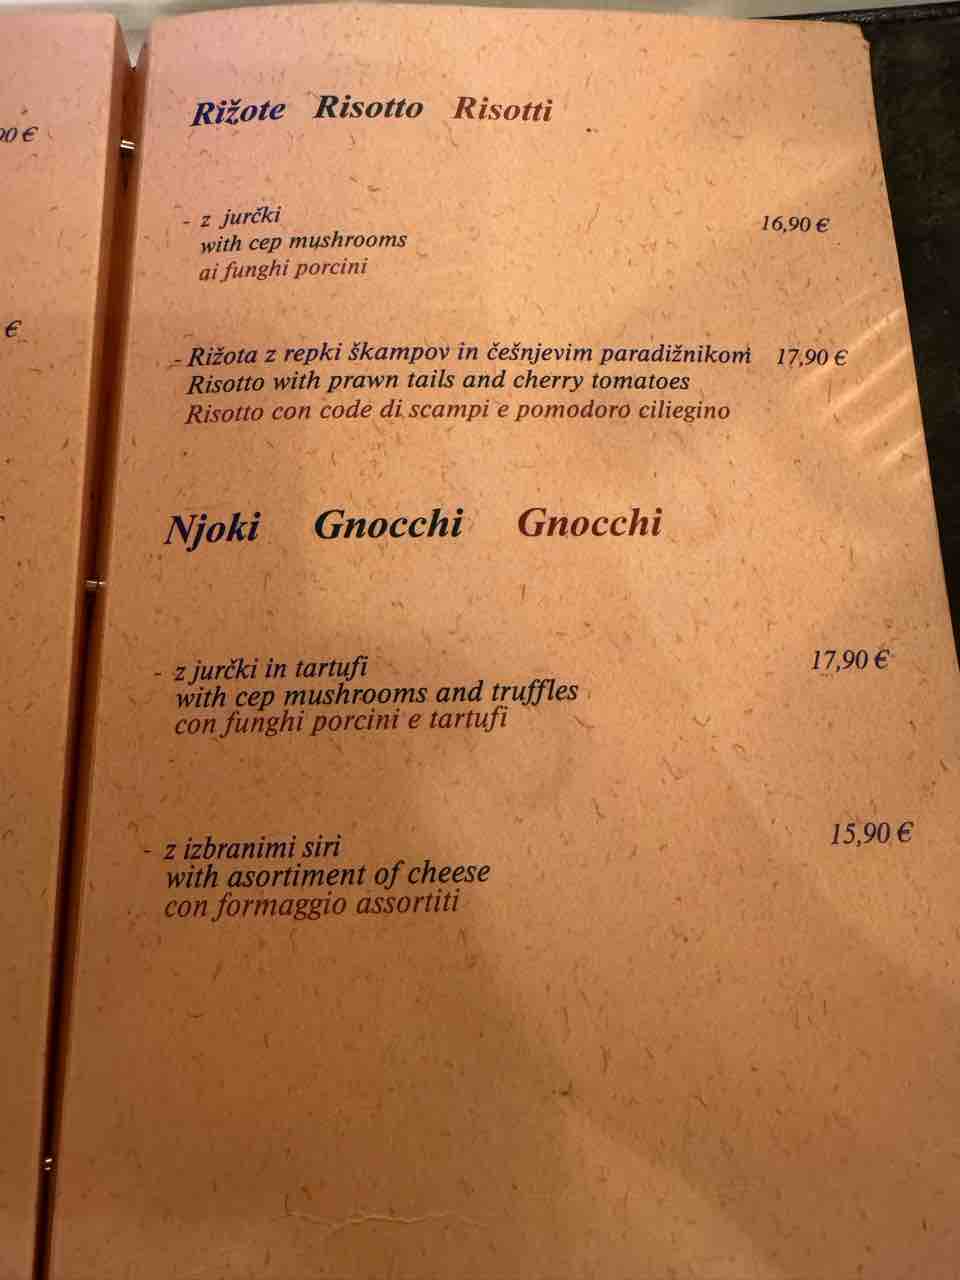 00 €
€
Rižote Risotto Risotti
- z jurčki 16,90 €
with cep mushrooms
ai funghi porcini
- Rižota z repki škampov in češnjevim paradižnikom 17,90 €
Risotto with prawn tails and cherry tomatoes
Risotto con code di scampi e pomodoro ciliegino
Njoki Gnocchi Gnocchi
- z jurčki in tartufi 17,90 €
with cep mushrooms and truffles
con funghi porcini e tartufi
- z izbranimi siri 15,90 €
with asortiment of cheese
con formaggio assortiti